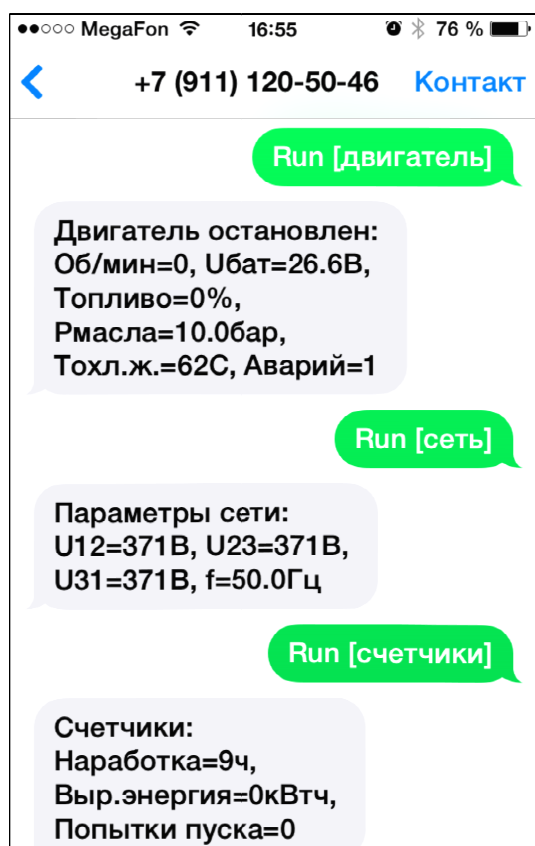 MegaFon 16:55 76 %
+7 (911) 120-50-46 Контакт
Run [двигатель]
Двигатель остановлен:
Об/мин=0, Uбат=26.6В,
Топливо=0%,
Рмасла=10.0бар,
Тохл.ж.=62С, Аварий=1
Run [сеть]
Параметры сети:
U12=371В, U23=371В,
U31=371В, f=50.0Гц
Run [счетчики]
Счетчики:
Наработка=9ч,
Выр.энергия=0кВтч,
Попытки пуска=0